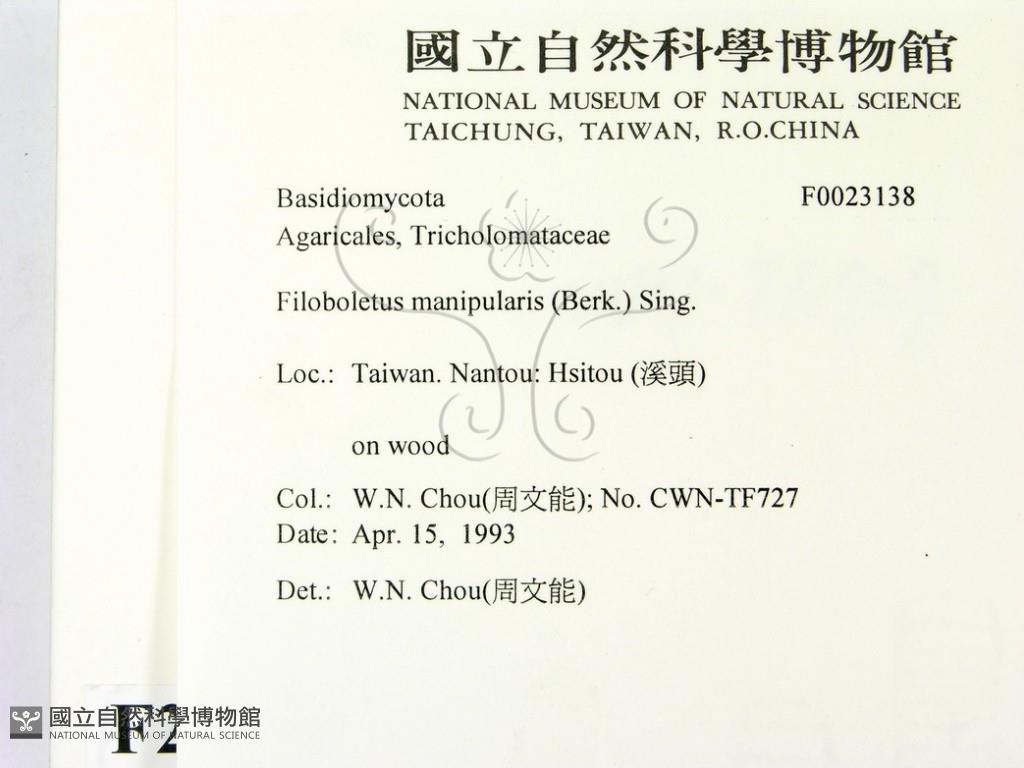 國立自然科學博物館
NATIONAL MUSEUM OF NATURAL SCIENCE
TAICHUNG, TAIWAN, R.O.CHINA
Basidiomycota F0023138
Agaricales, Tricholomataceae
Filoboletus manipularis (Berk.) Sing.
Loc.: Taiwan. Nantou: Hsitou (溪頭)
on wood
Col.: W.N. Chou(周文能); No. CWN-TF727
Date: Apr. 15, 1993
Det.: W.N. Chou(周文能)
F2
國立自然科學博物館
NATIONAL MUSEUM OF NATURAL SCIENCE